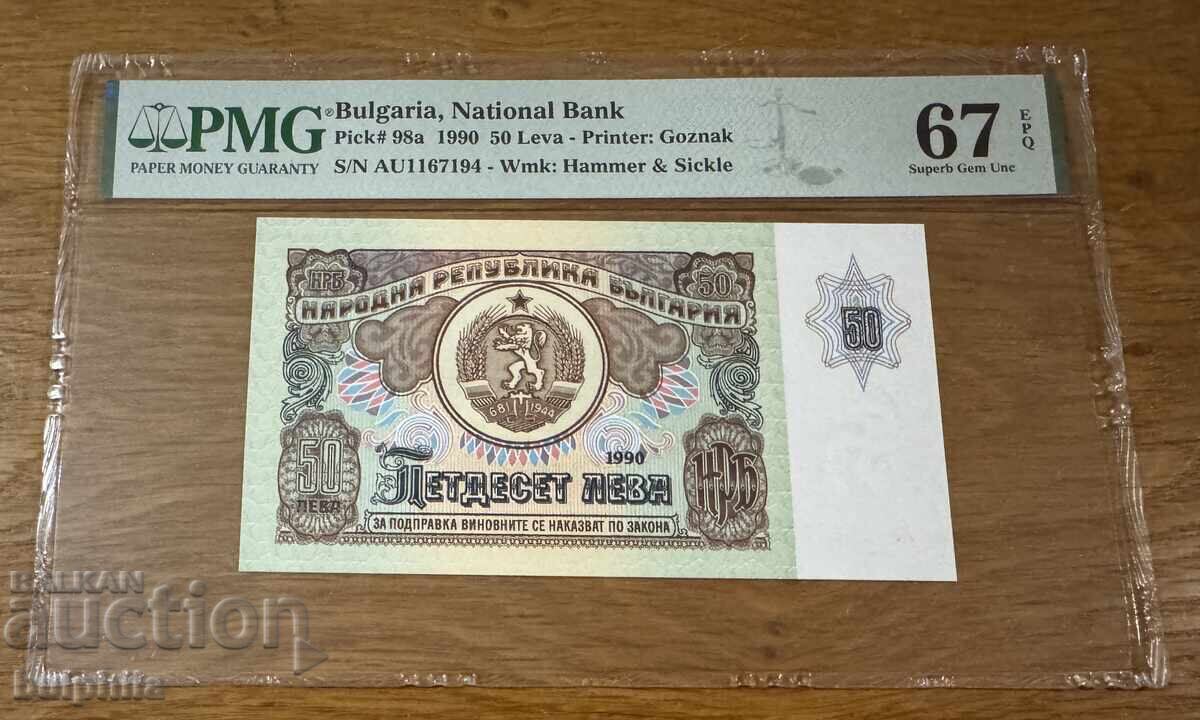 PMG® Bulgaria, National Bank
Pick# 98a 1990 50 Leva - Printer: Goznak
PAPER MONEY GUARANTY S/N AU1167194 - Wmk: Hammer & Sickle
67 EPQ
Superb Gem Unc
НРБ 50
НАРОДНА РЕПУБЛИКА БЪЛГАРИЯ
50
681 1944
1990
50 ЛЕВА
ПЕТДЕСЕТ ЛЕВА
НРБ
ЗА ПОДПРАВКА ВИНОВНИТЕ СЕ НАКАЗВАТ ПО ЗАКОНА
BALKAN
auction
bulphila